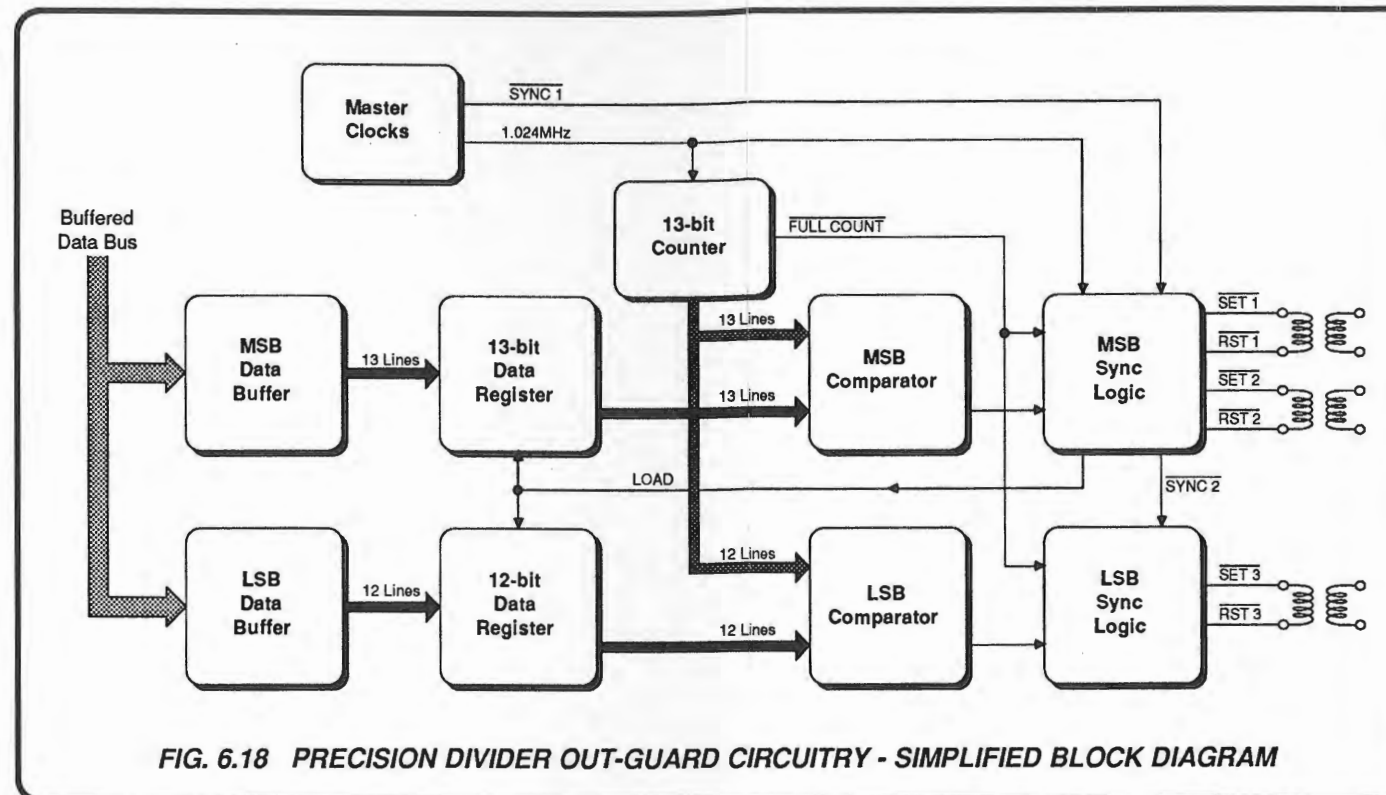 SYNC 1
Master
Clocks
1.024MHz
Buffered
Data Bus
13-bit
Counter
FULL COUNT
MSB
Data
Buffer
13 Lines
13-bit
Data
Register
13 Lines
13 Lines
MSB
Comparator
MSB
Sync
Logic
SET 1
RST 1
SET 2
RST 2
LOAD
SYNC 2
LSB
Data
Buffer
12 Lines
12-bit
Data
Register
12 Lines
12 Lines
LSB
Comparator
LSB
Sync
Logic
SET 3
RST 3
FIG. 6.18 PRECISION DIVIDER OUT-GUARD CIRCUITRY - SIMPLIFIED BLOCK DIAGRAM